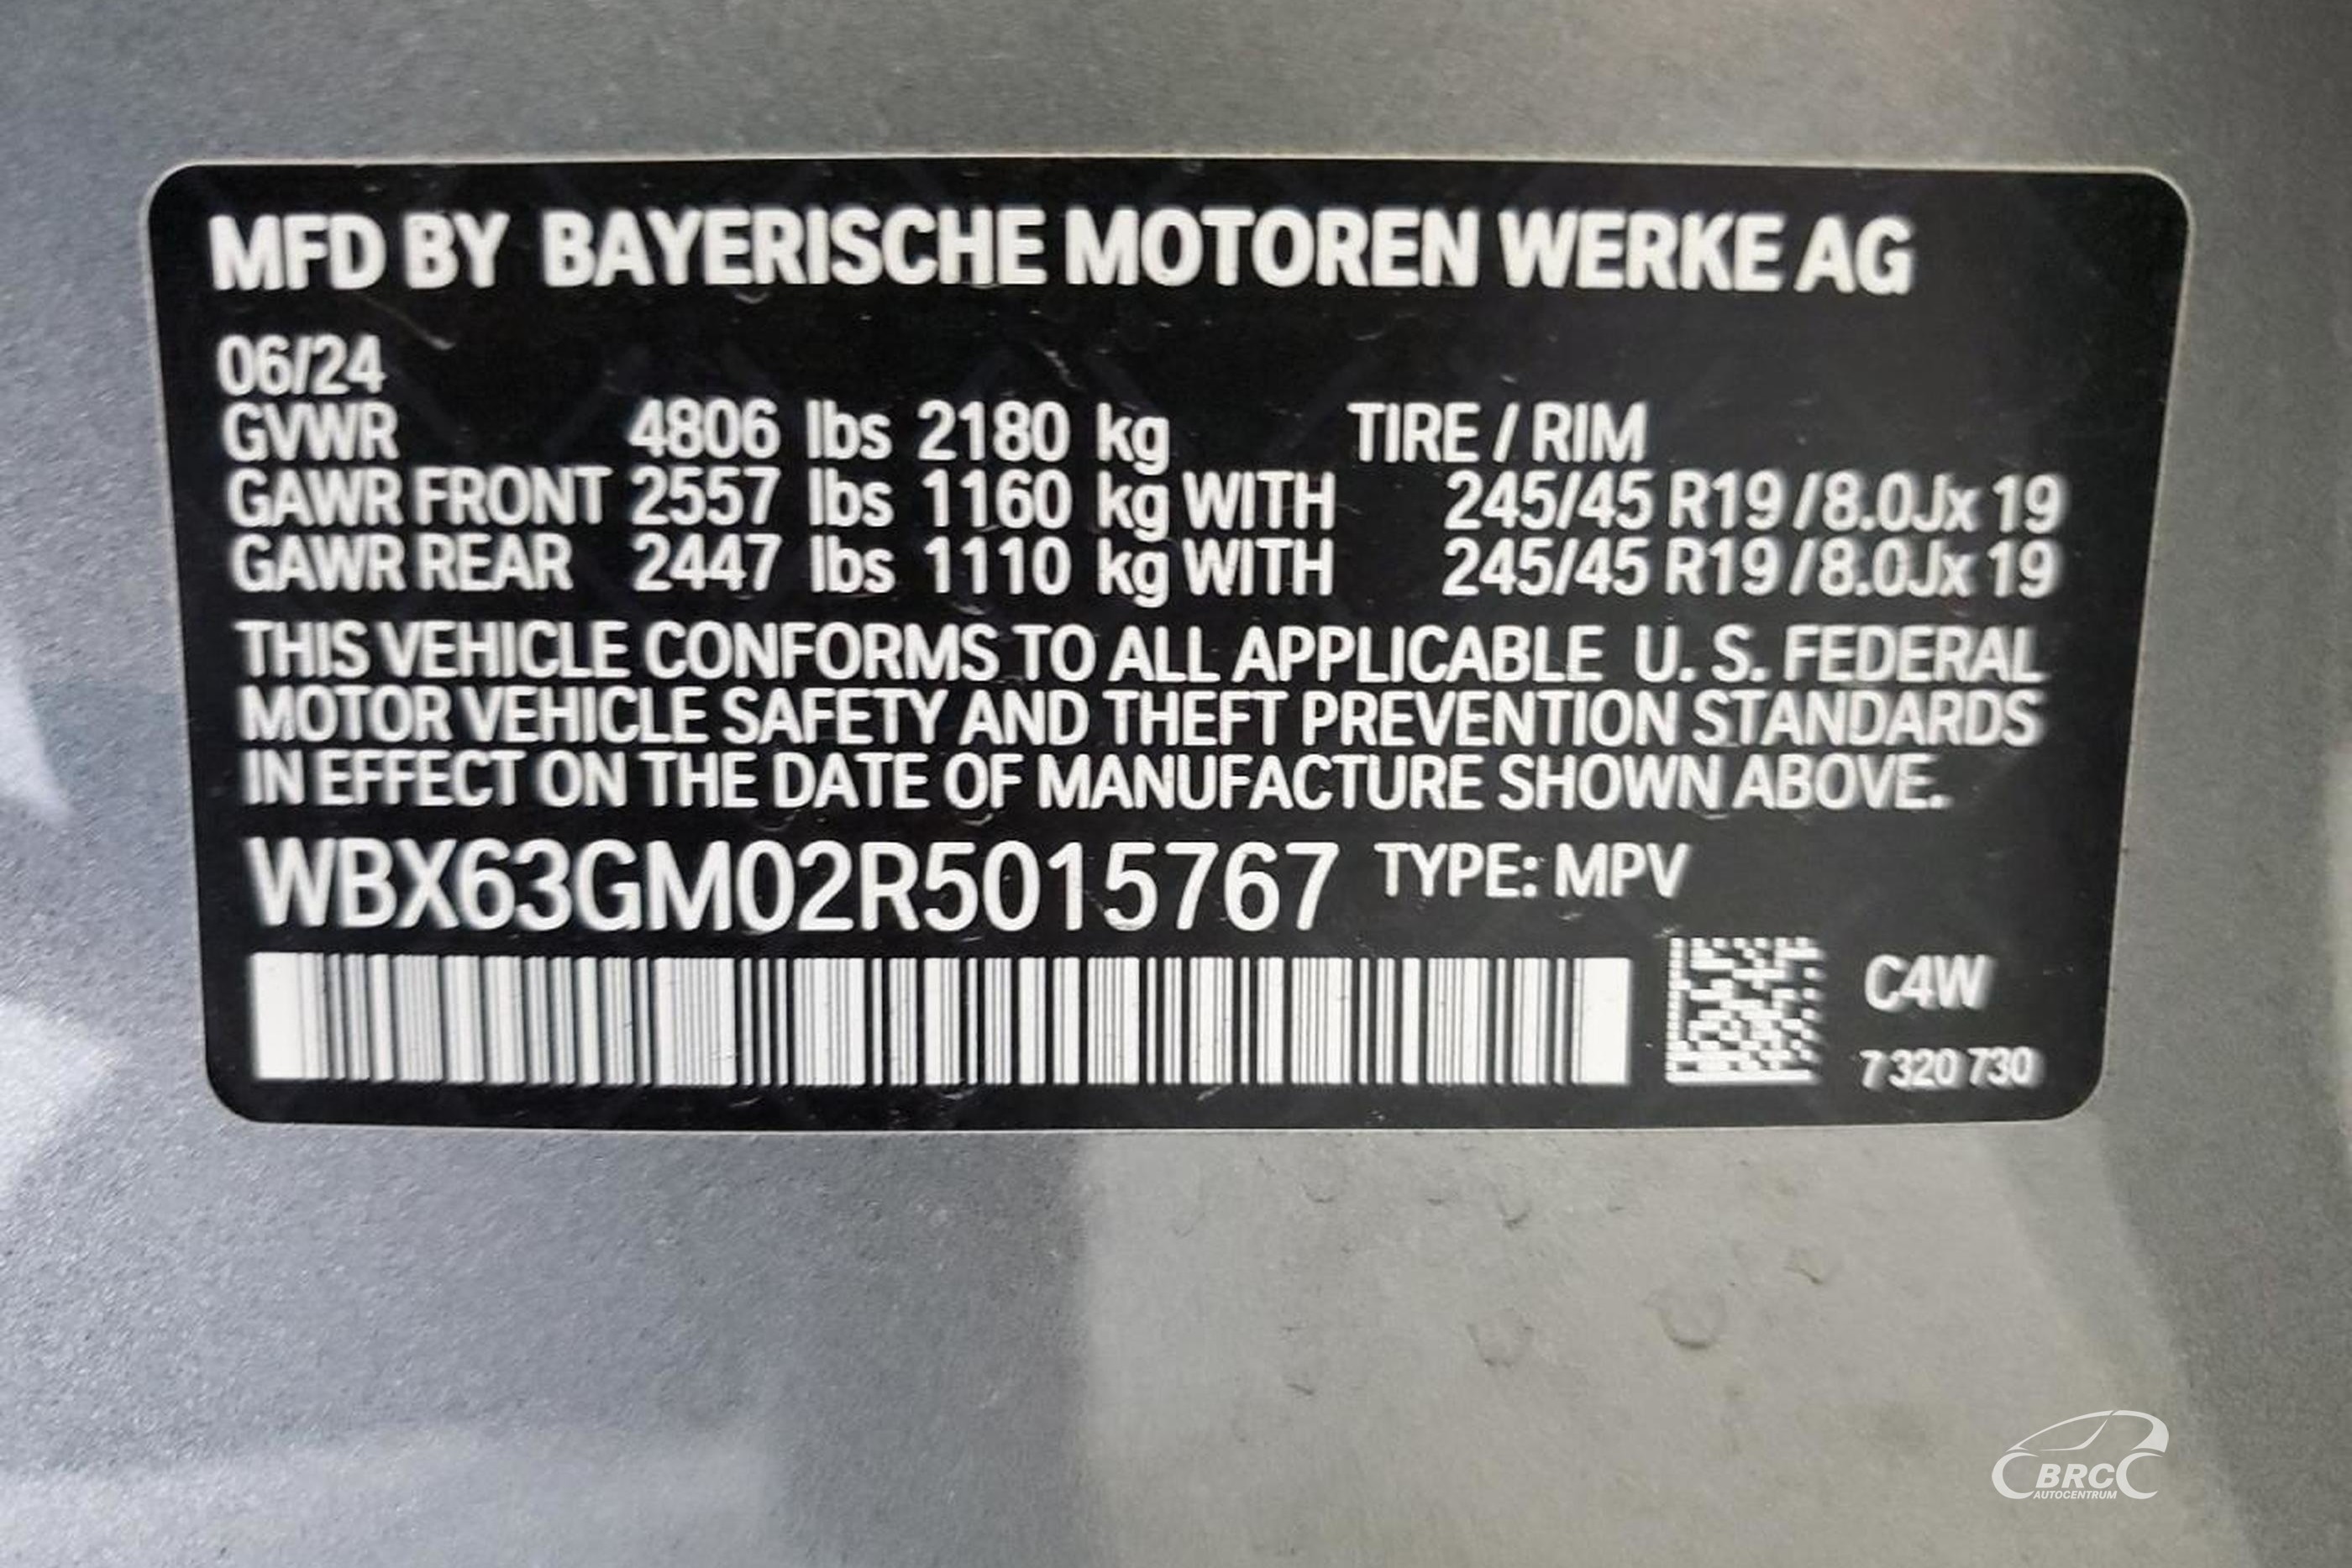 MFD BY BAYERISCHE MOTOREN WERKE AG
06/24
GVWR 4806 lbs 2180 kg TIRE / RIM
GAWR FRONT 2557 lbs 1160 kg WITH 245/45 R19 /8.0Jx 19
GAWR REAR 2447 lbs 1110 kg WITH 245/45 R19 /8.0Jx 19
THIS VEHICLE CONFORMS TO ALL APPLICABLE U. S. FEDERAL
MOTOR VEHICLE SAFETY AND THEFT PREVENTION STANDARDS
IN EFFECT ON THE DATE OF MANUFACTURE SHOWN ABOVE.
WBX63GM02R5015767 TYPE: MPV
C4W
7 320 730
BRC
AUTOCENTRUM